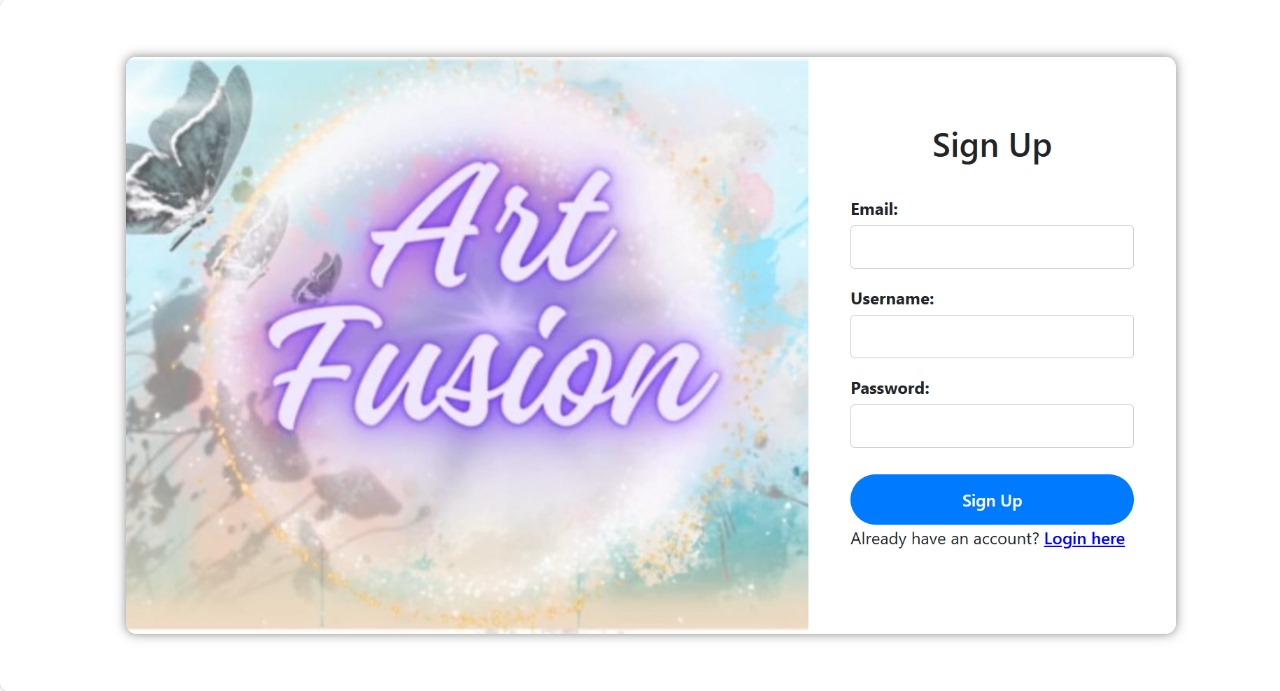 Art
Fusion
Sign Up
Email:
Username:
Password:
Sign Up
Already have an account? Login here